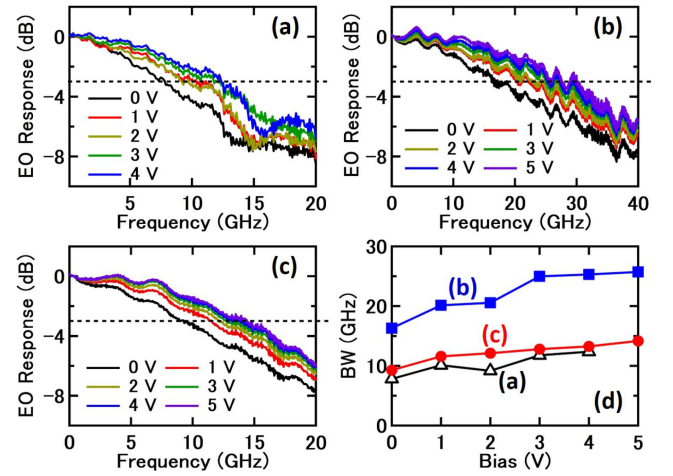 EO Response (dB)
0
−4
−8
(a)
0 V
1 V
2 V
3 V
4 V
5 10 15 20
Frequency (GHz)
EO Response (dB)
0
−4
−8
(b)
0 V 1 V
2 V 3 V
4 V 5 V
0 10 20 30 40
Frequency (GHz)
EO Response (dB)
0
−4
−8
(c)
0 V 1 V
2 V 3 V
4 V 5 V
0 5 10 15 20
Frequency (GHz)
BW (GHz)
30
20
10
0
(b)
(c)
(a)
(d)
0 1 2 3 4 5
Bias (V)